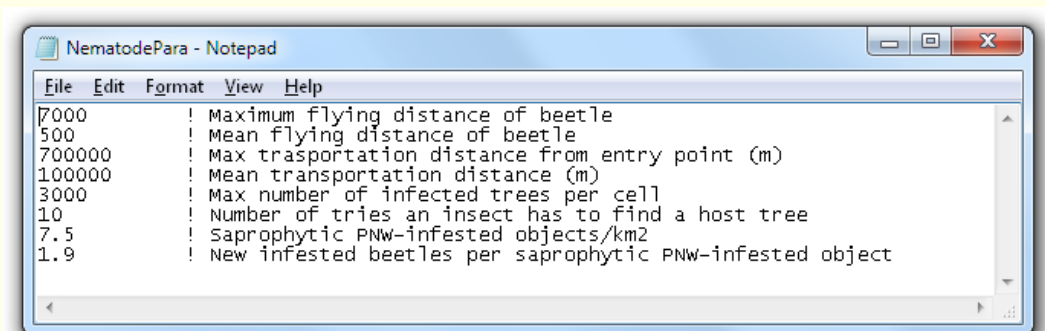 NematodePara - Notepad
File Edit Format View Help
7000 ! Maximum flying distance of beetle
500 ! Mean flying distance of beetle
700000 ! Max trasportation distance from entry point (m)
100000 ! Mean transportation distance (m)
3000 ! Max number of infected trees per cell
10 ! Number of tries an insect has to find a host tree
7.5 ! Saprophytic PNW-infested objects/km2
1.9 ! New infested beetles per saprophytic PNW-infested object